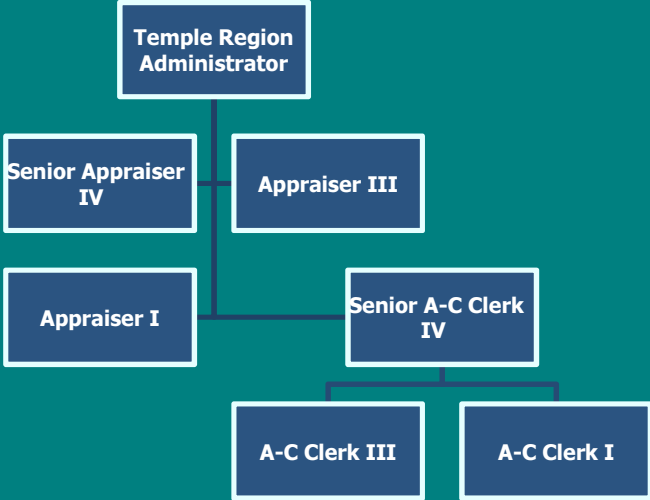 Temple Region
Administrator
Senior Appraiser
IV
Appraiser III
Appraiser I
Senior A-C Clerk
IV
A-C Clerk III
A-C Clerk I